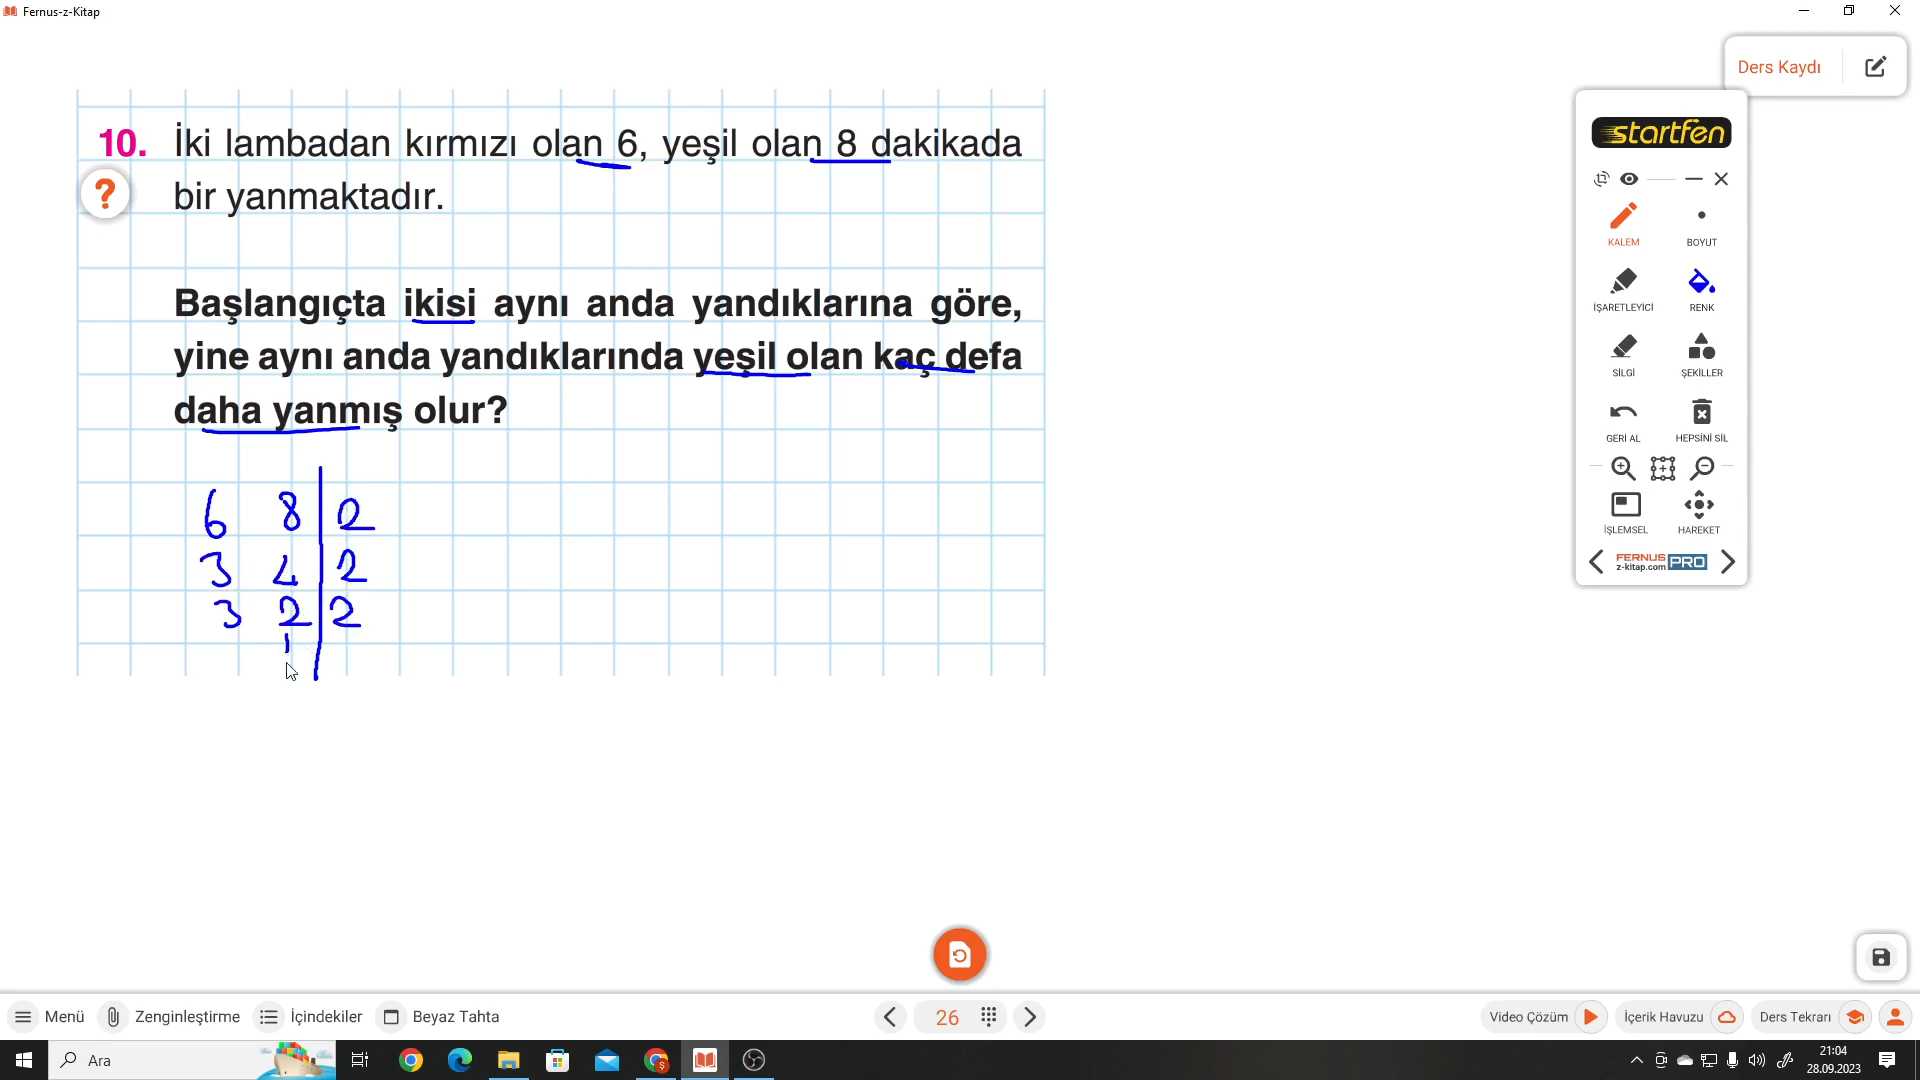 Fernus-z-Kitap
Ders Kaydı
10. İki lambadan kırmızı olan 6, yeşil olan 8 dakikada
bir yanmaktadır.
?
Başlangıçta ikisi aynı anda yandıklarına göre,
yine aynı anda yandıklarında yeşil olan kaç defa
daha yanmış olur?
6 8 2
3 4 2
3 2 2
1
startfen
KALEM BOYUT
İŞARETLEYİCİ RENK
SİLGİ ŞEKİLLER
GERİ AL HEPSİNİ SİL
İŞLEMSEL HAREKET
FERNUS
z-kitap.com PRO
Menü Zenginleştirme İçindekiler Beyaz Tahta 26 Video Çözüm İçerik Havuzu Ders Tekrarı
Ara
21:04
28.09.2023